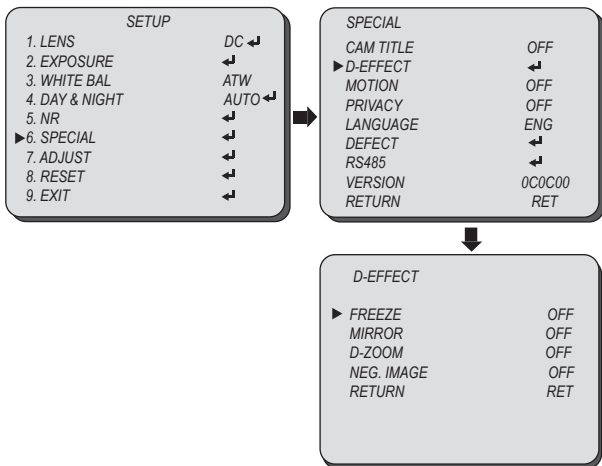 SETUP
1. LENS DC
2. EXPOSURE
3. WHITE BAL ATW
4. DAY & NIGHT AUTO
5. NR
6. SPECIAL
7. ADJUST
8. RESET
9. EXIT
SPECIAL
CAM TITLE OFF
D-EFFECT
MOTION OFF
PRIVACY OFF
LANGUAGE ENG
DEFECT
RS485
VERSION 0C0C00
RETURN RET
D-EFFECT
FREEZE OFF
MIRROR OFF
D-ZOOM OFF
NEG. IMAGE OFF
RETURN RET